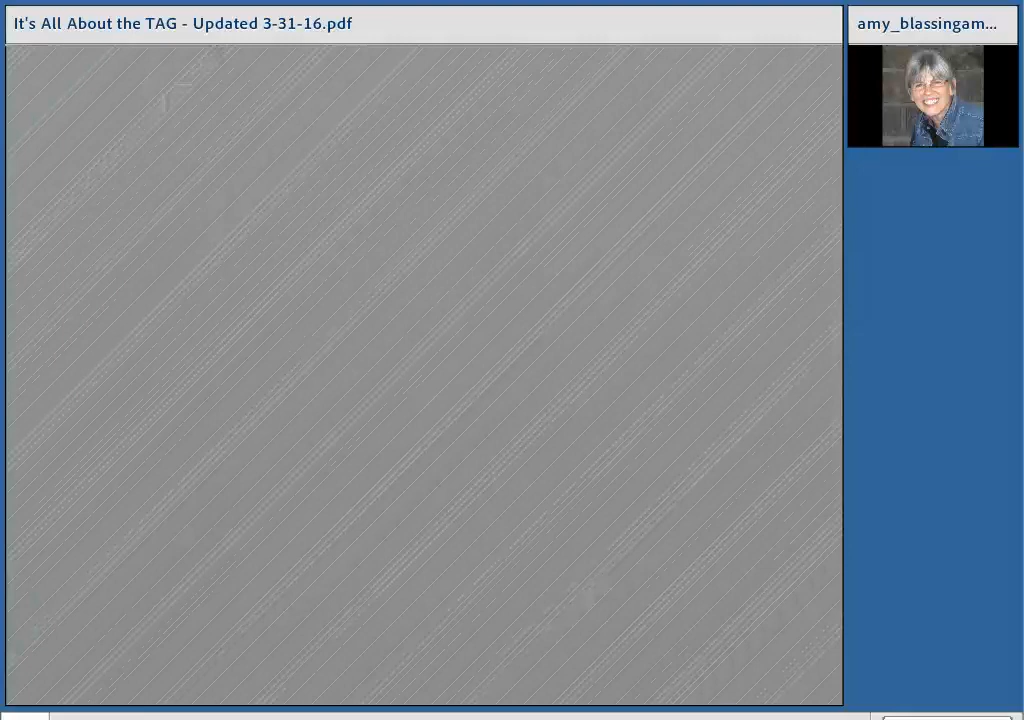 It's All About the TAG - Updated 3-31-16.pdf
amy_blassingam...